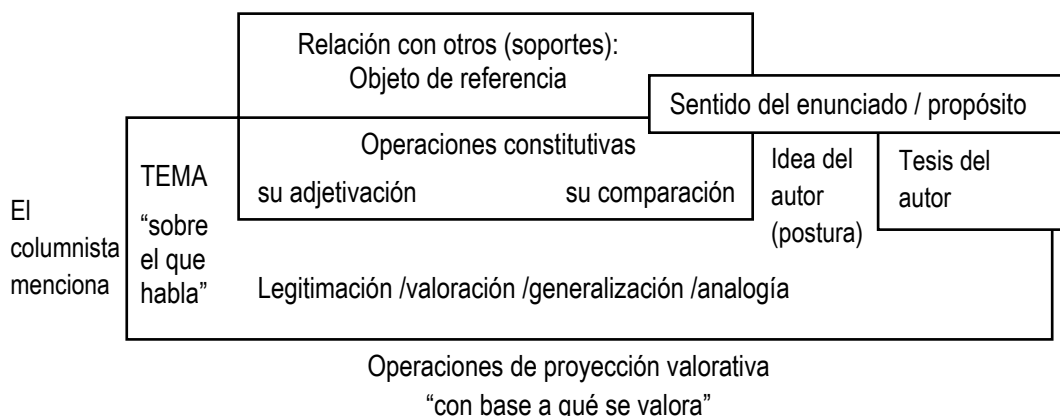 Relación con otros (soportes):
Objeto de referencia
Sentido del enunciado / propósito
Operaciones constitutivas
su adjetivación su comparación
Idea del
autor
(postura)
Tesis del
autor
El
columnista
menciona
TEMA
“sobre
el que
habla”
Legitimación /valoración /generalización /analogía
Operaciones de proyección valorativa
“con base a qué se valora”